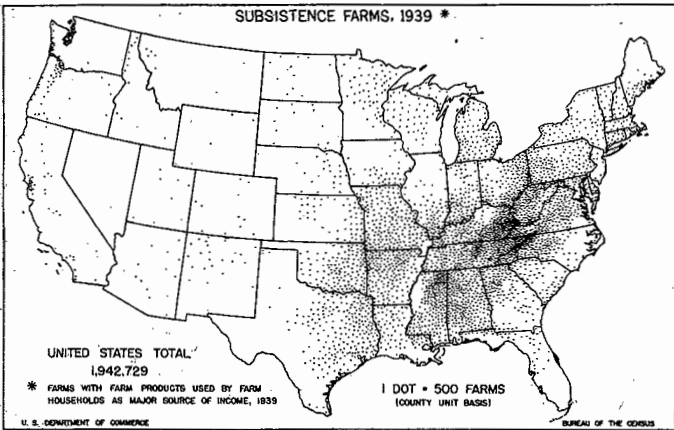 SUBSISTENCE FARMS, 1939 *
UNITED STATES TOTAL
1,942,729
* FARMS WITH FARM PRODUCTS USED BY FARM
HOUSEHOLDS AS MAJOR SOURCE OF INCOME, 1939
1 DOT = 500 FARMS
(COUNTY UNIT BASIS)
U. S. DEPARTMENT OF COMMERCE
BUREAU OF THE CENSUS